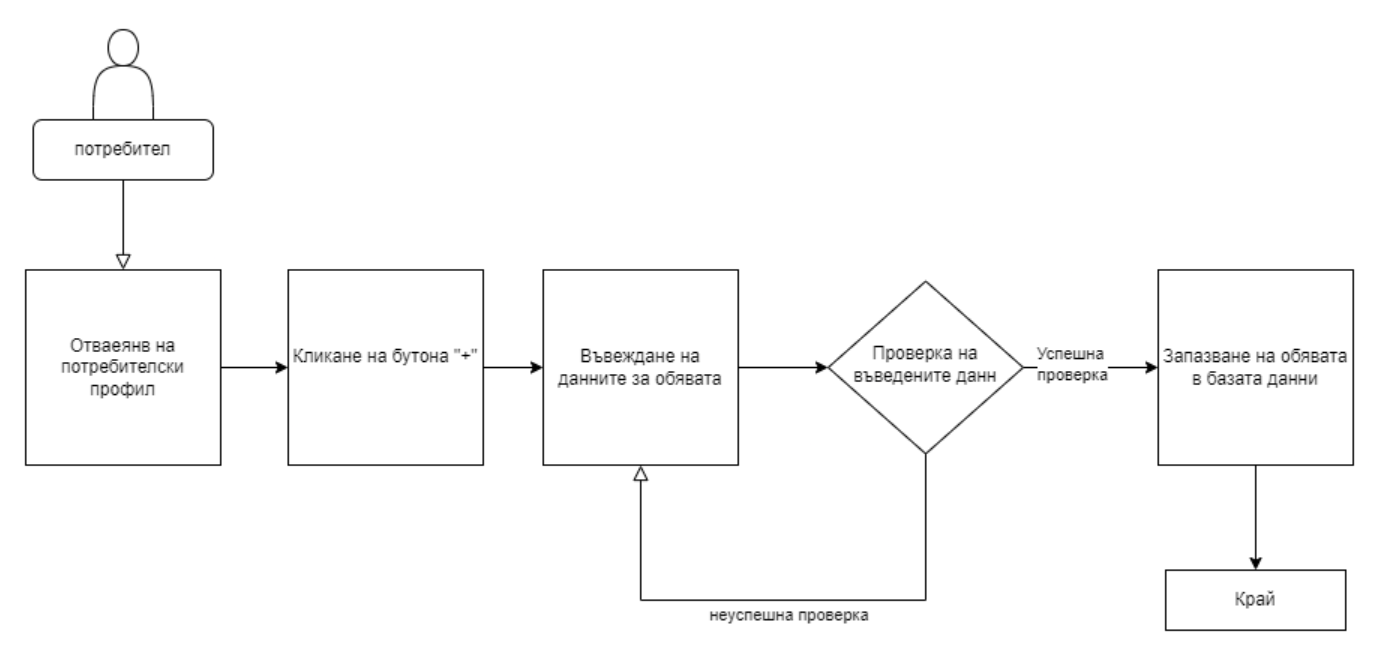 потребител
Отваеянв на
потребителски
профил
Кликане на бутона "+"
Въвеждане на
данните за обявата
Проверка на
въведените данн
Успешна
проверка
Запазване на обявата
в базата данни
неуспешна проверка
Край